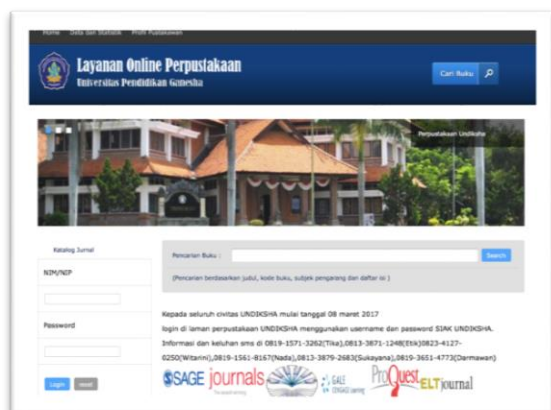 Home Data dan Statistik Profil Pustakawan
Layanan Online Perpustakaan
Universitas Pendidikan Ganesha
Cari Buku
Perpustakaan Undiksha
Katalog Jurnal
NIM/NIP
Password
Login reset
Pencarian Buku :
Search
(Pencarian berdasarkan judul, kode buku, subjek pengarang dan daftar isi )
Kepada seluruh civitas UNDIKSHA mulai tanggal 08 maret 2017
login di laman perpustakaan UNDIKSHA menggunakan username dan password SIAK UNDIKSHA.
Informasi dan keluhan sms di 0819-1571-3262(Tika),0813-3871-1248(Etik)0823-4127-
0250(Witarini),0819-1561-8167(Nada),0813-3879-2683(Sukayana),0819-3651-4773(Darmawan)
SAGE journals GALE CENGAGE Learning ProQuest ELT journal